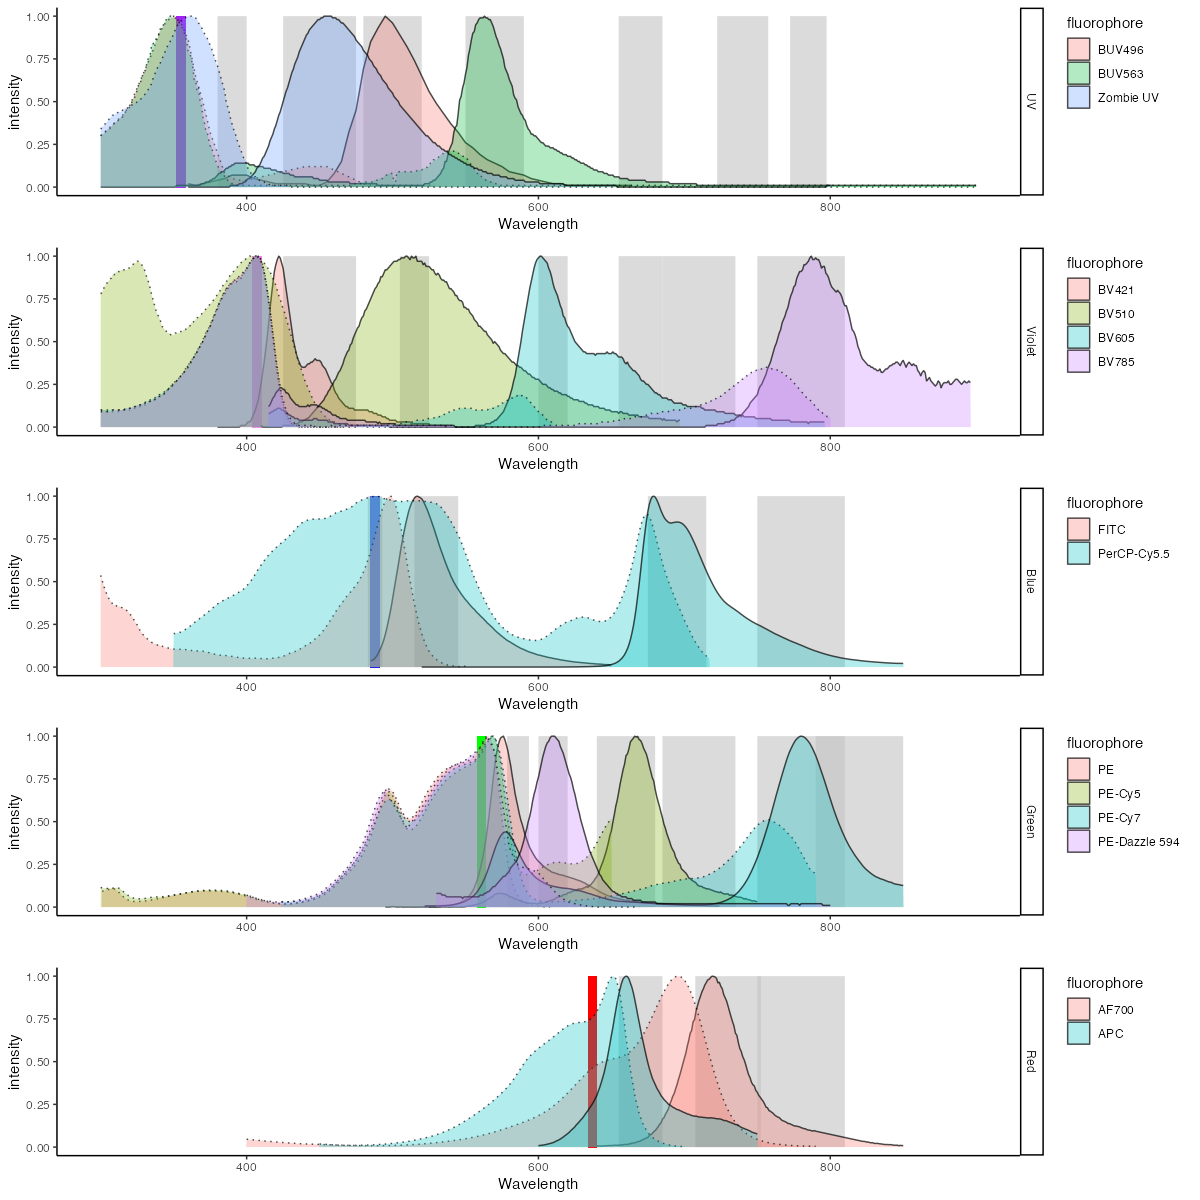 1.00
0.75
0.50
0.25
0.00
intensity
400
600
800
Wavelength
UV
fluorophore
BUV496
BUV563
Zombie UV
1.00
0.75
0.50
0.25
0.00
intensity
400
600
800
Wavelength
Violet
fluorophore
BV421
BV510
BV605
BV785
1.00
0.75
0.50
0.25
0.00
intensity
400
600
800
Wavelength
Blue
fluorophore
FITC
PerCP-Cy5.5
1.00
0.75
0.50
0.25
0.00
intensity
400
600
800
Wavelength
Green
fluorophore
PE
PE-Cy5
PE-Cy7
PE-Dazzle 594
1.00
0.75
0.50
0.25
0.00
intensity
400
600
800
Wavelength
Red
fluorophore
AF700
APC